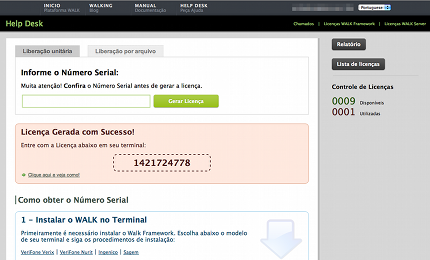 INICIO
Plataforma WALK
WALKING
Blog
MANUAL
Documentação
HELP DESK
Peça Ajuda
Portuguese
Help Desk
Chamados | Licenças WALK Framework | Licenças WALK Server
Liberação unitária
Liberação por arquivo
Informe o Número Serial:
Muita atenção! Confira o Número Serial antes de gerar a licença.
Gerar Licença
Licença Gerada com Sucesso!
Entre com a Licença abaixo em seu terminal:
1421724778
Clique aqui e veja como!
Como obter o Número Serial
1 - Instalar o WALK no Terminal
Primeiramente é necessário instalar o Walk Framework. Escolha abaixo o modelo
de seu terminal e siga os procedimentos de instalação:
VeriFone Verix | VeriFone Nurit | Ingenico | Sagem
Relatório
Lista de licenças
Controle de Licenças
0009 Disponíveis
0001 Utilizadas